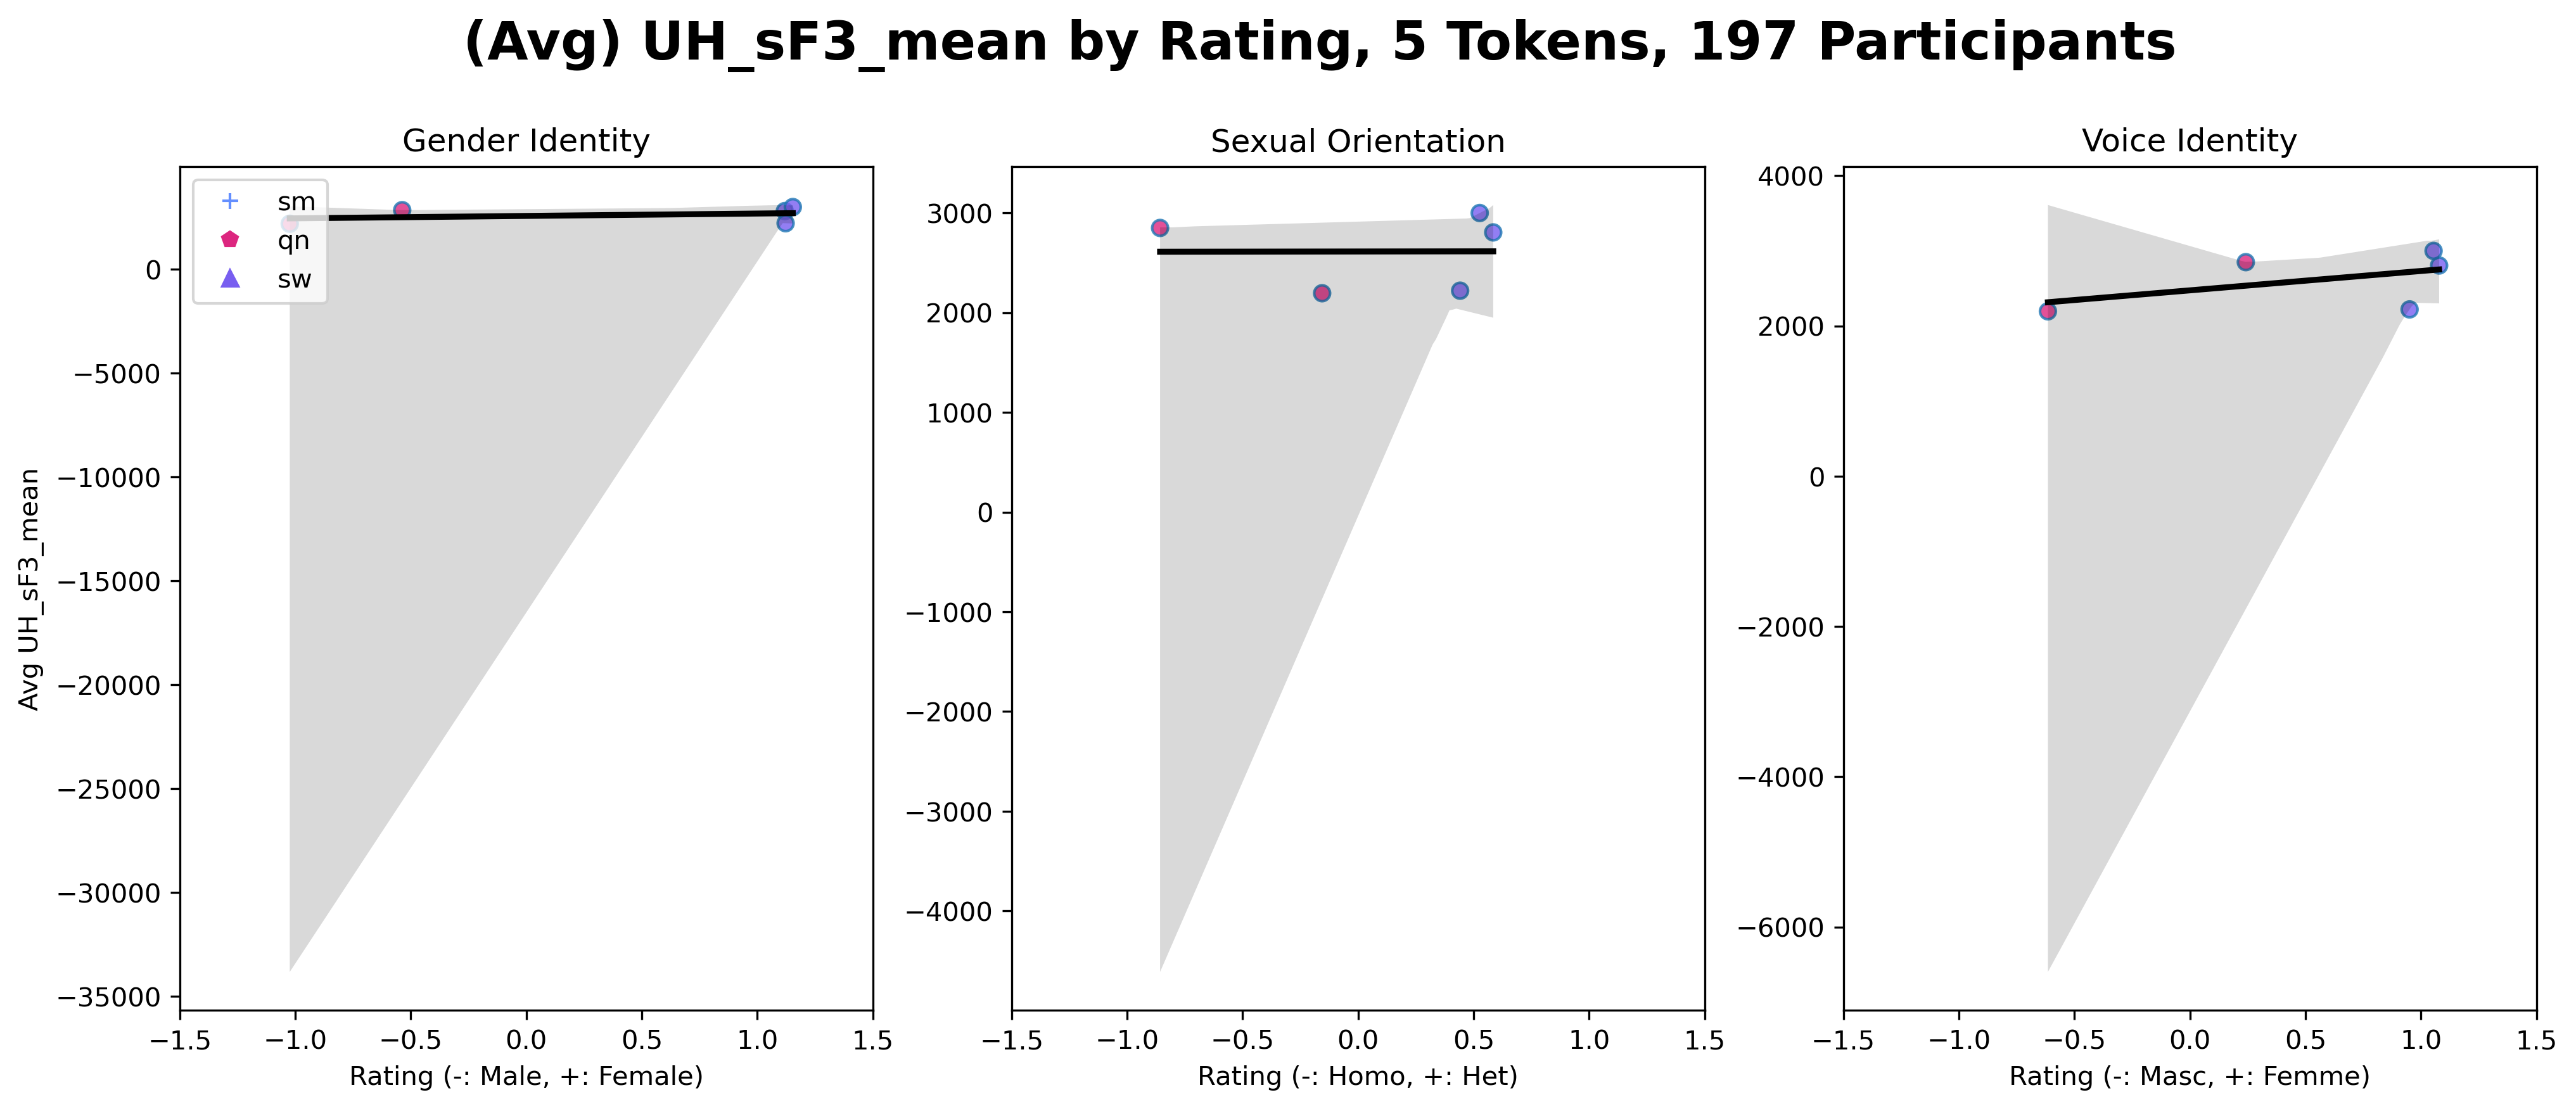 (Avg) UH_sF3_mean by Rating, 5 Tokens, 197 Participants
Gender Identity
sm
qn
sw
0
−5000
−10000
−15000
−20000
−25000
−30000
−35000
Avg UH_sF3_mean
−1.5 −1.0 −0.5 0.0 0.5 1.0 1.5
Rating (-: Male, +: Female)
Sexual Orientation
3000
2000
1000
0
−1000
−2000
−3000
−4000
−1.5 −1.0 −0.5 0.0 0.5 1.0 1.5
Rating (-: Homo, +: Het)
Voice Identity
4000
2000
0
−2000
−4000
−6000
−1.5 −1.0 −0.5 0.0 0.5 1.0 1.5
Rating (-: Masc, +: Femme)